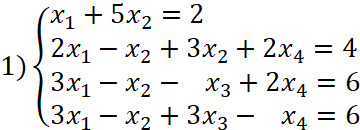 x₁ + 5x₂ = 2
2x₁ − x₂ + 3x₂ + 2x₄ = 4
1) 3x₁ − x₂ − x₃ + 2x₄ = 6
3x₁ − x₂ + 3x₃ − x₄ = 6